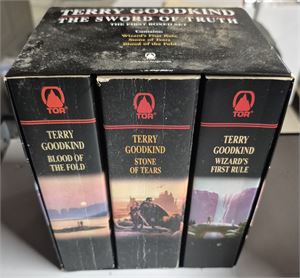 TERRY GOODKIND
THE SWORD OF TRUTH
THE FIRST BOXED SET
Contains:
Wizard's First Rule
Stone of Tears
Blood of the Fold
TOR
TERRY
GOODKIND
BLOOD OF
THE FOLD
TOR
TERRY
GOODKIND
STONE
OF TEARS
TOR
TERRY
GOODKIND
WIZARD'S
FIRST RULE